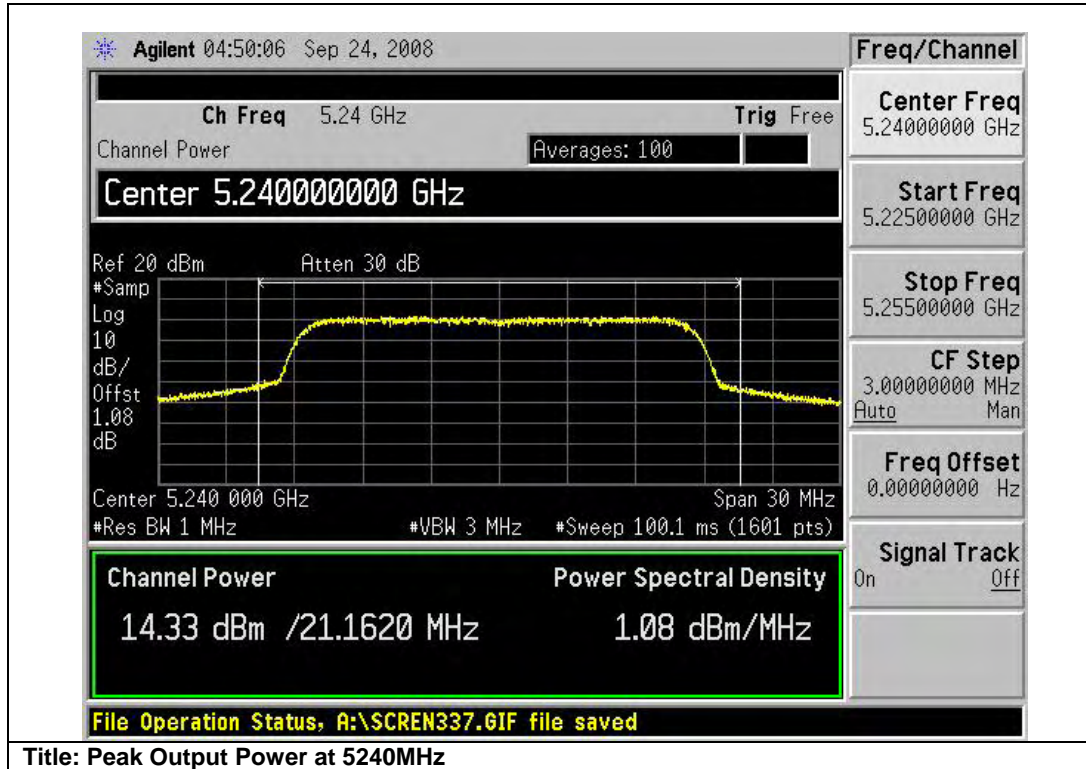 Agilent 04:50:06 Sep 24, 2008
Freq/Channel
Ch Freq 5.24 GHz Trig Free
Channel Power Averages: 100
Center 5.240000000 GHz
Ref 20 dBm Atten 30 dB
#Samp
Log
10
dB/
Offst
1.08
dB
Center 5.240 000 GHz Span 30 MHz
#Res BW 1 MHz #VBW 3 MHz #Sweep 100.1 ms (1601 pts)
Channel Power Power Spectral Density
14.33 dBm /21.1620 MHz 1.08 dBm/MHz
File Operation Status, A:\SCREN337.GIF file saved
Center Freq
5.24000000 GHz
Start Freq
5.22500000 GHz
Stop Freq
5.25500000 GHz
CF Step
3.00000000 MHz
Auto Man
Freq Offset
0.00000000 Hz
Signal Track
On Off
Title: Peak Output Power at 5240MHz